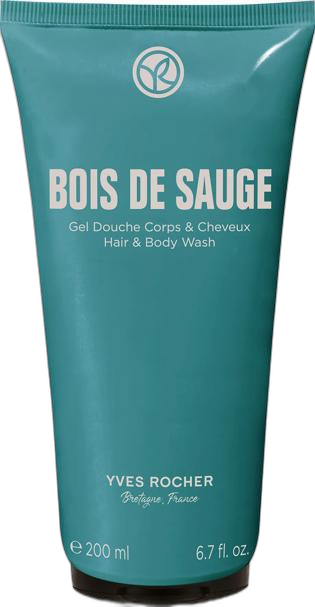 BOIS DE SAUGE
Gel Douche Corps & Cheveux
Hair & Body Wash
YVES ROCHER
Bretagne, France
℮ 200 ml 6.7 fl. oz.